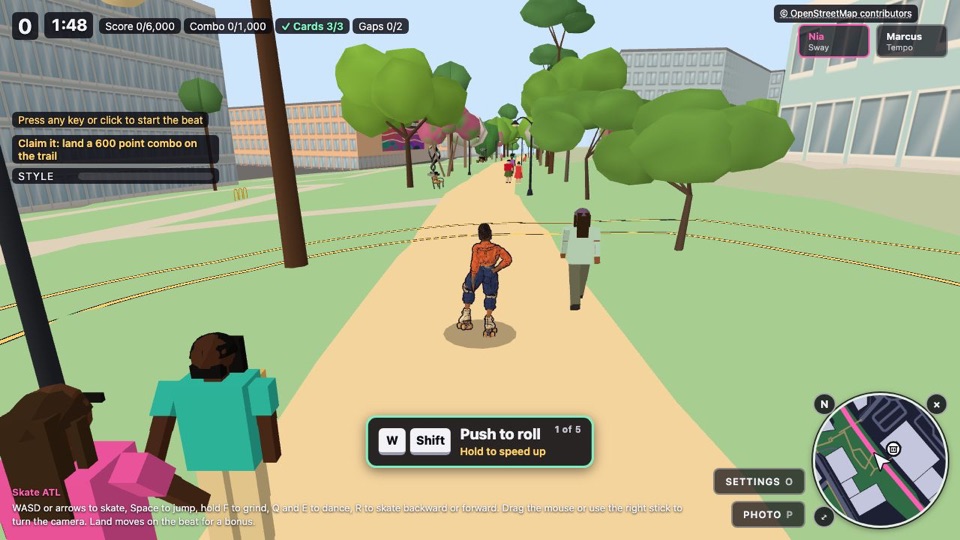 0
1:48
Score 0/6,000
Combo 0/1,000
✓ Cards 3/3
Gaps 0/2
© OpenStreetMap contributors
Nia
Sway
Marcus
Tempo
Press any key or click to start the beat
Claim it: land a 600 point combo on
the trail
STYLE
W
Shift
Push to roll
1 of 5
Hold to speed up
N
×
SETTINGS O
PHOTO P
Skate ATL
WASD or arrows to skate, Space to jump, hold F to grind, Q and E to dance, R to skate backward or forward. Drag the mouse or use the right stick to
turn the camera. Land moves on the beat for a bonus.